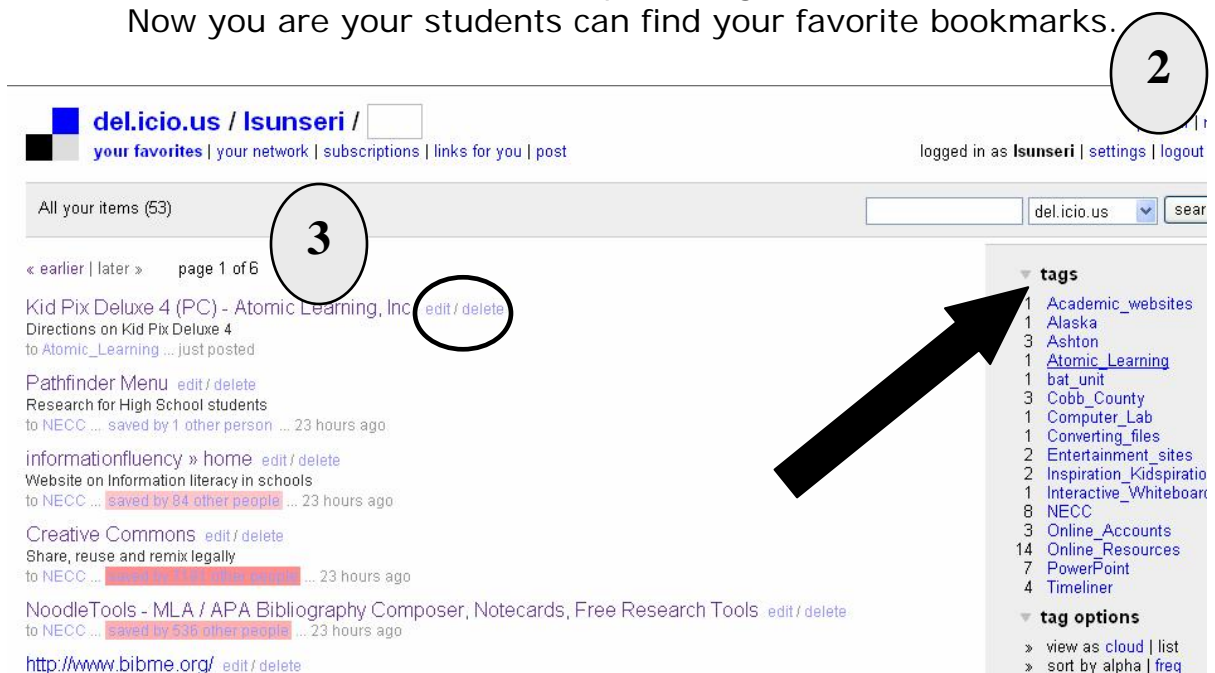 Now you are your students can find your favorite bookmarks.
2
del.icio.us / lsunseri /
your favorites | your network | subscriptions | links for you | post
logged in as lsunseri | settings | logout
All your items (53)
del.icio.us
3
« earlier | later » page 1 of 6
Kid Pix Deluxe 4 (PC) - Atomic Learning, Inc edit / delete
Directions on Kid Pix Deluxe 4
to Atomic_Learning ... just posted
Pathfinder Menu edit / delete
Research for High School students
to NECC ... saved by 1 other person ... 23 hours ago
informationfluency » home edit / delete
Website on Information literacy in schools
to NECC ... saved by 84 other people ... 23 hours ago
Creative Commons edit / delete
Share, reuse and remix legally
to NECC ... saved by other people ... 23 hours ago
NoodleTools - MLA / APA Bibliography Composer, Notecards, Free Research Tools edit / delete
to NECC ... saved by 536 other people ... 23 hours ago
http://www.bibme.org/ edit / delete
tags
1 Academic_websites
1 Alaska
3 Ashton
1 Atomic_Learning
1 bat_unit
3 Cobb_County
1 Computer_Lab
1 Converting_files
2 Entertainment_sites
2 Inspiration_Kidspiratio
1 Interactive_Whiteboard
8 NECC
3 Online_Accounts
14 Online_Resources
7 PowerPoint
4 Timeliner
tag options
» view as cloud | list
» sort by alpha | freq